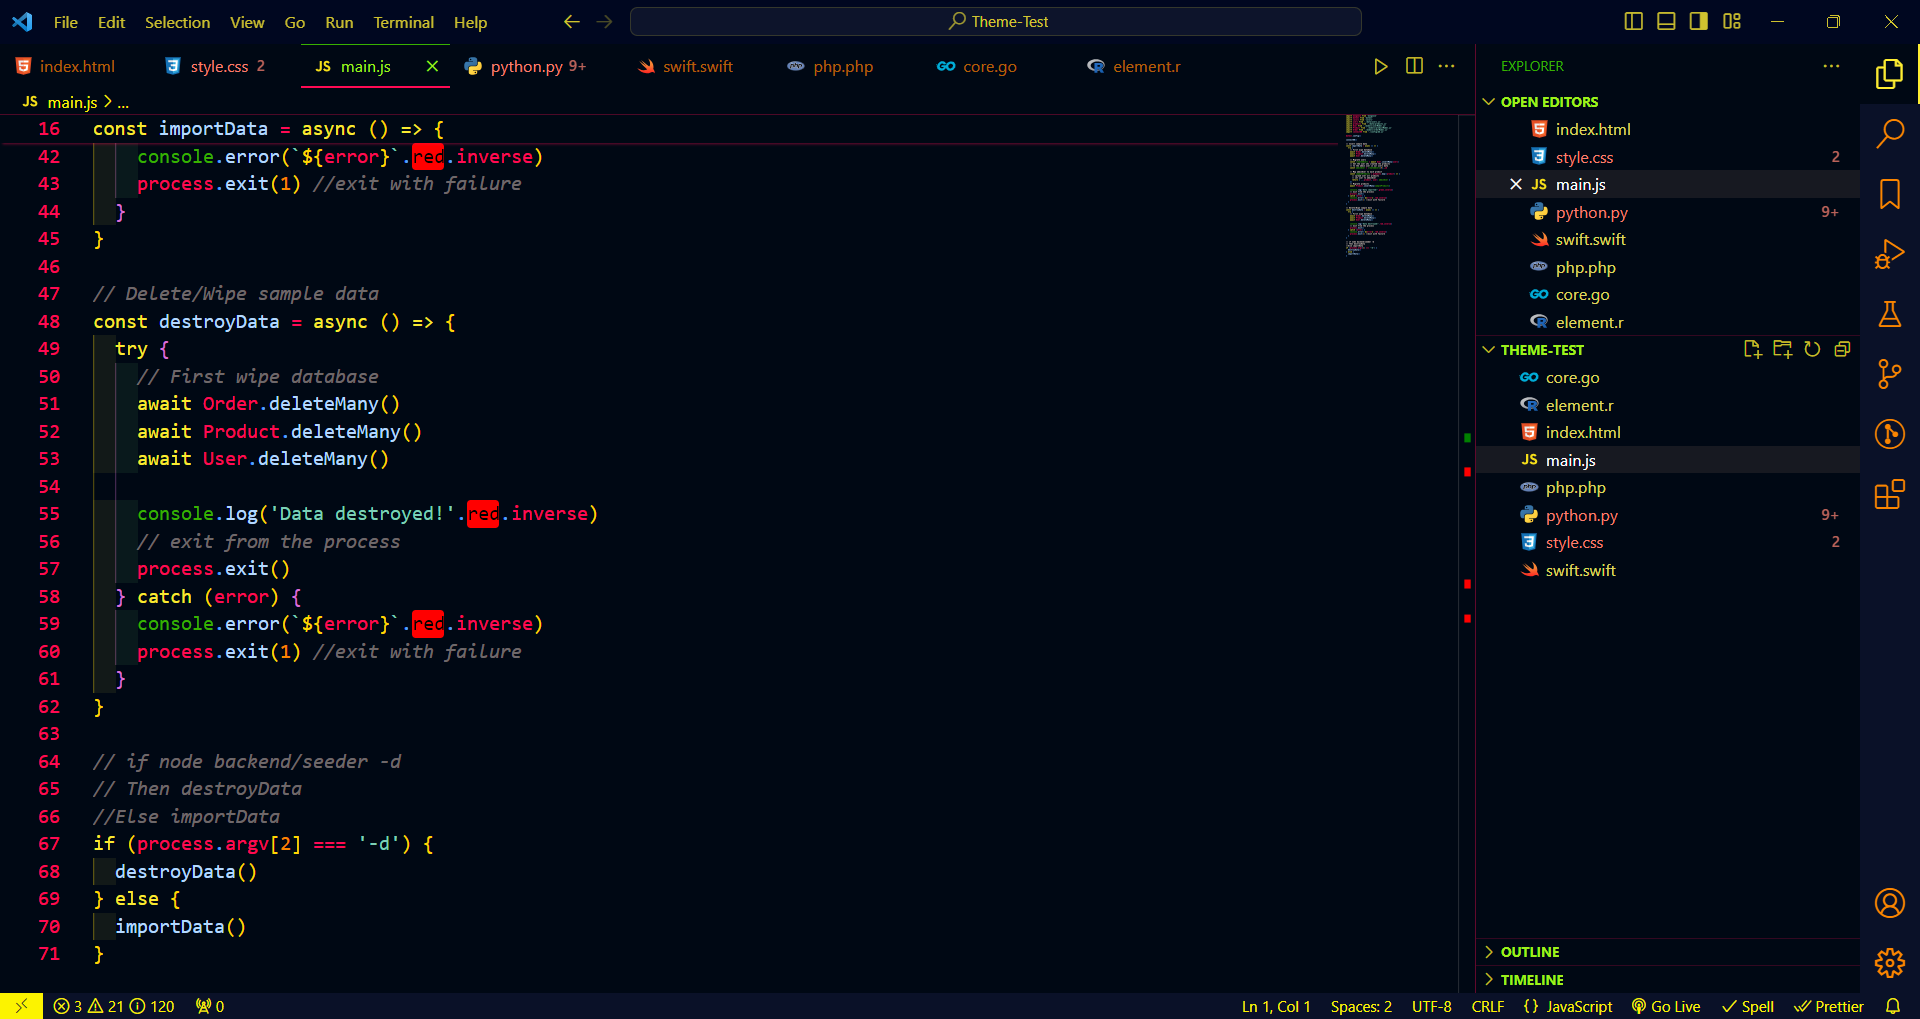 File Edit Selection View Go Run Terminal Help
Theme-Test
index.html
style.css 2
JS main.js
python.py 9+
swift.swift
php.php
core.go
element.r
JS main.js > ...
16 const importData = async () => {
42 console.error(`${error}`.red.inverse)
43 process.exit(1) //exit with failure
44 }
45 }
46
47 // Delete/Wipe sample data
48 const destroyData = async () => {
49 try {
50 // First wipe database
51 await Order.deleteMany()
52 await Product.deleteMany()
53 await User.deleteMany()
54
55 console.log('Data destroyed!'.red.inverse)
56 // exit from the process
57 process.exit()
58 } catch (error) {
59 console.error(`${error}`.red.inverse)
60 process.exit(1) //exit with failure
61 }
62 }
63
64 // if node backend/seeder -d
65 // Then destroyData
66 //Else importData
67 if (process.argv[2] === '-d') {
68 destroyData()
69 } else {
70 importData()
71 }
EXPLORER
OPEN EDITORS
index.html
style.css 2
JS main.js
python.py 9+
swift.swift
php.php
core.go
element.r
THEME-TEST
core.go
element.r
index.html
JS main.js
php.php
python.py 9+
style.css 2
swift.swift
OUTLINE
TIMELINE
3 21 120 0
Ln 1, Col 1 Spaces: 2 UTF-8 CRLF {} JavaScript Go Live Spell Prettier